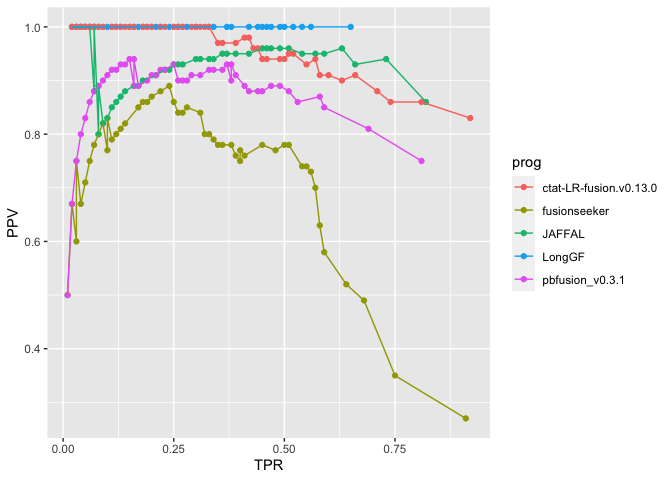 1.0
0.8
0.6
0.4
PPV
0.00
0.25
0.50
0.75
TPR
prog
ctat-LR-fusion.v0.13.0
fusionseeker
JAFFAL
LongGF
pbfusion_v0.3.1